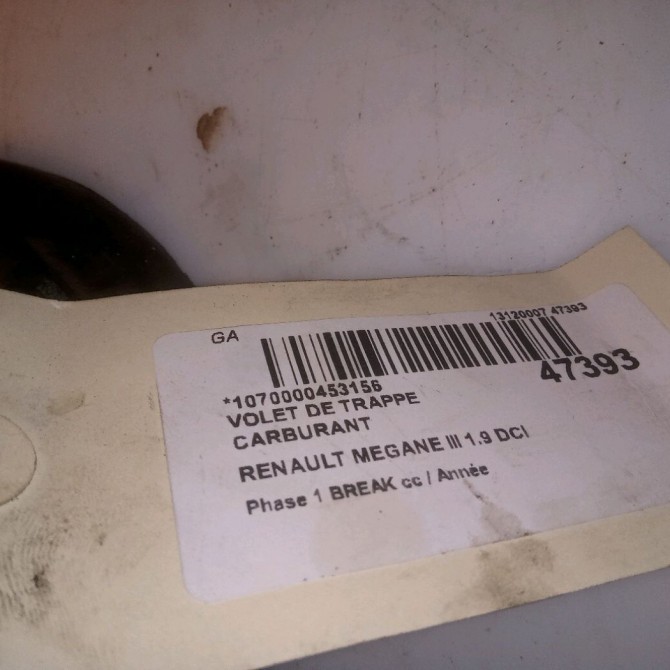 GA
13120007 47393
47393
*1070000453156
VOLET DE TRAPPE
CARBURANT
RENAULT MEGANE III 1.9 DCI
Phase 1 BREAK cc / Année